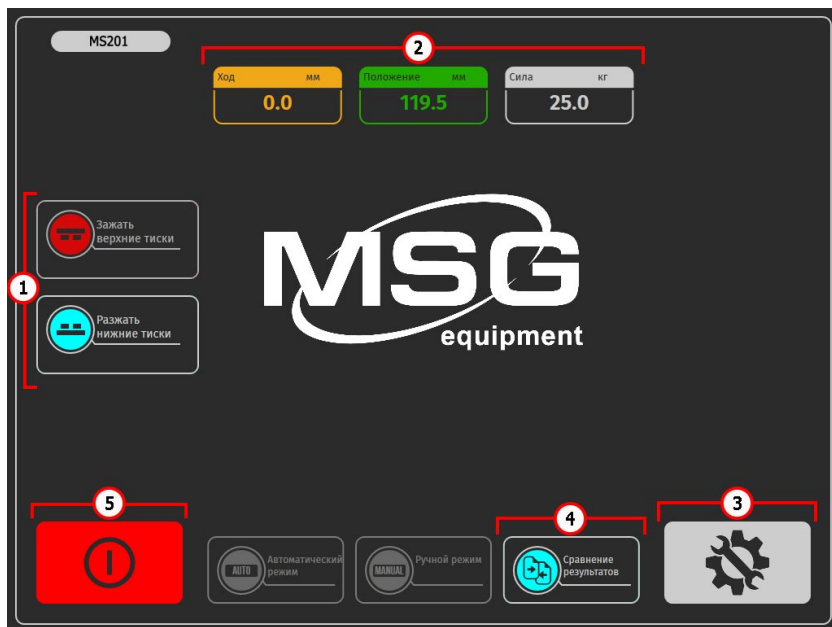 MS201
2
Ход мм
0.0
Положение мм
119.5
Сила кг
25.0
1
Зажать
верхние тиски
Разжать
нижние тиски
MSG
equipment
5
4
3
AUTO
Автоматический
режим
MANUAL
Ручной режим
Сравнение
результатов